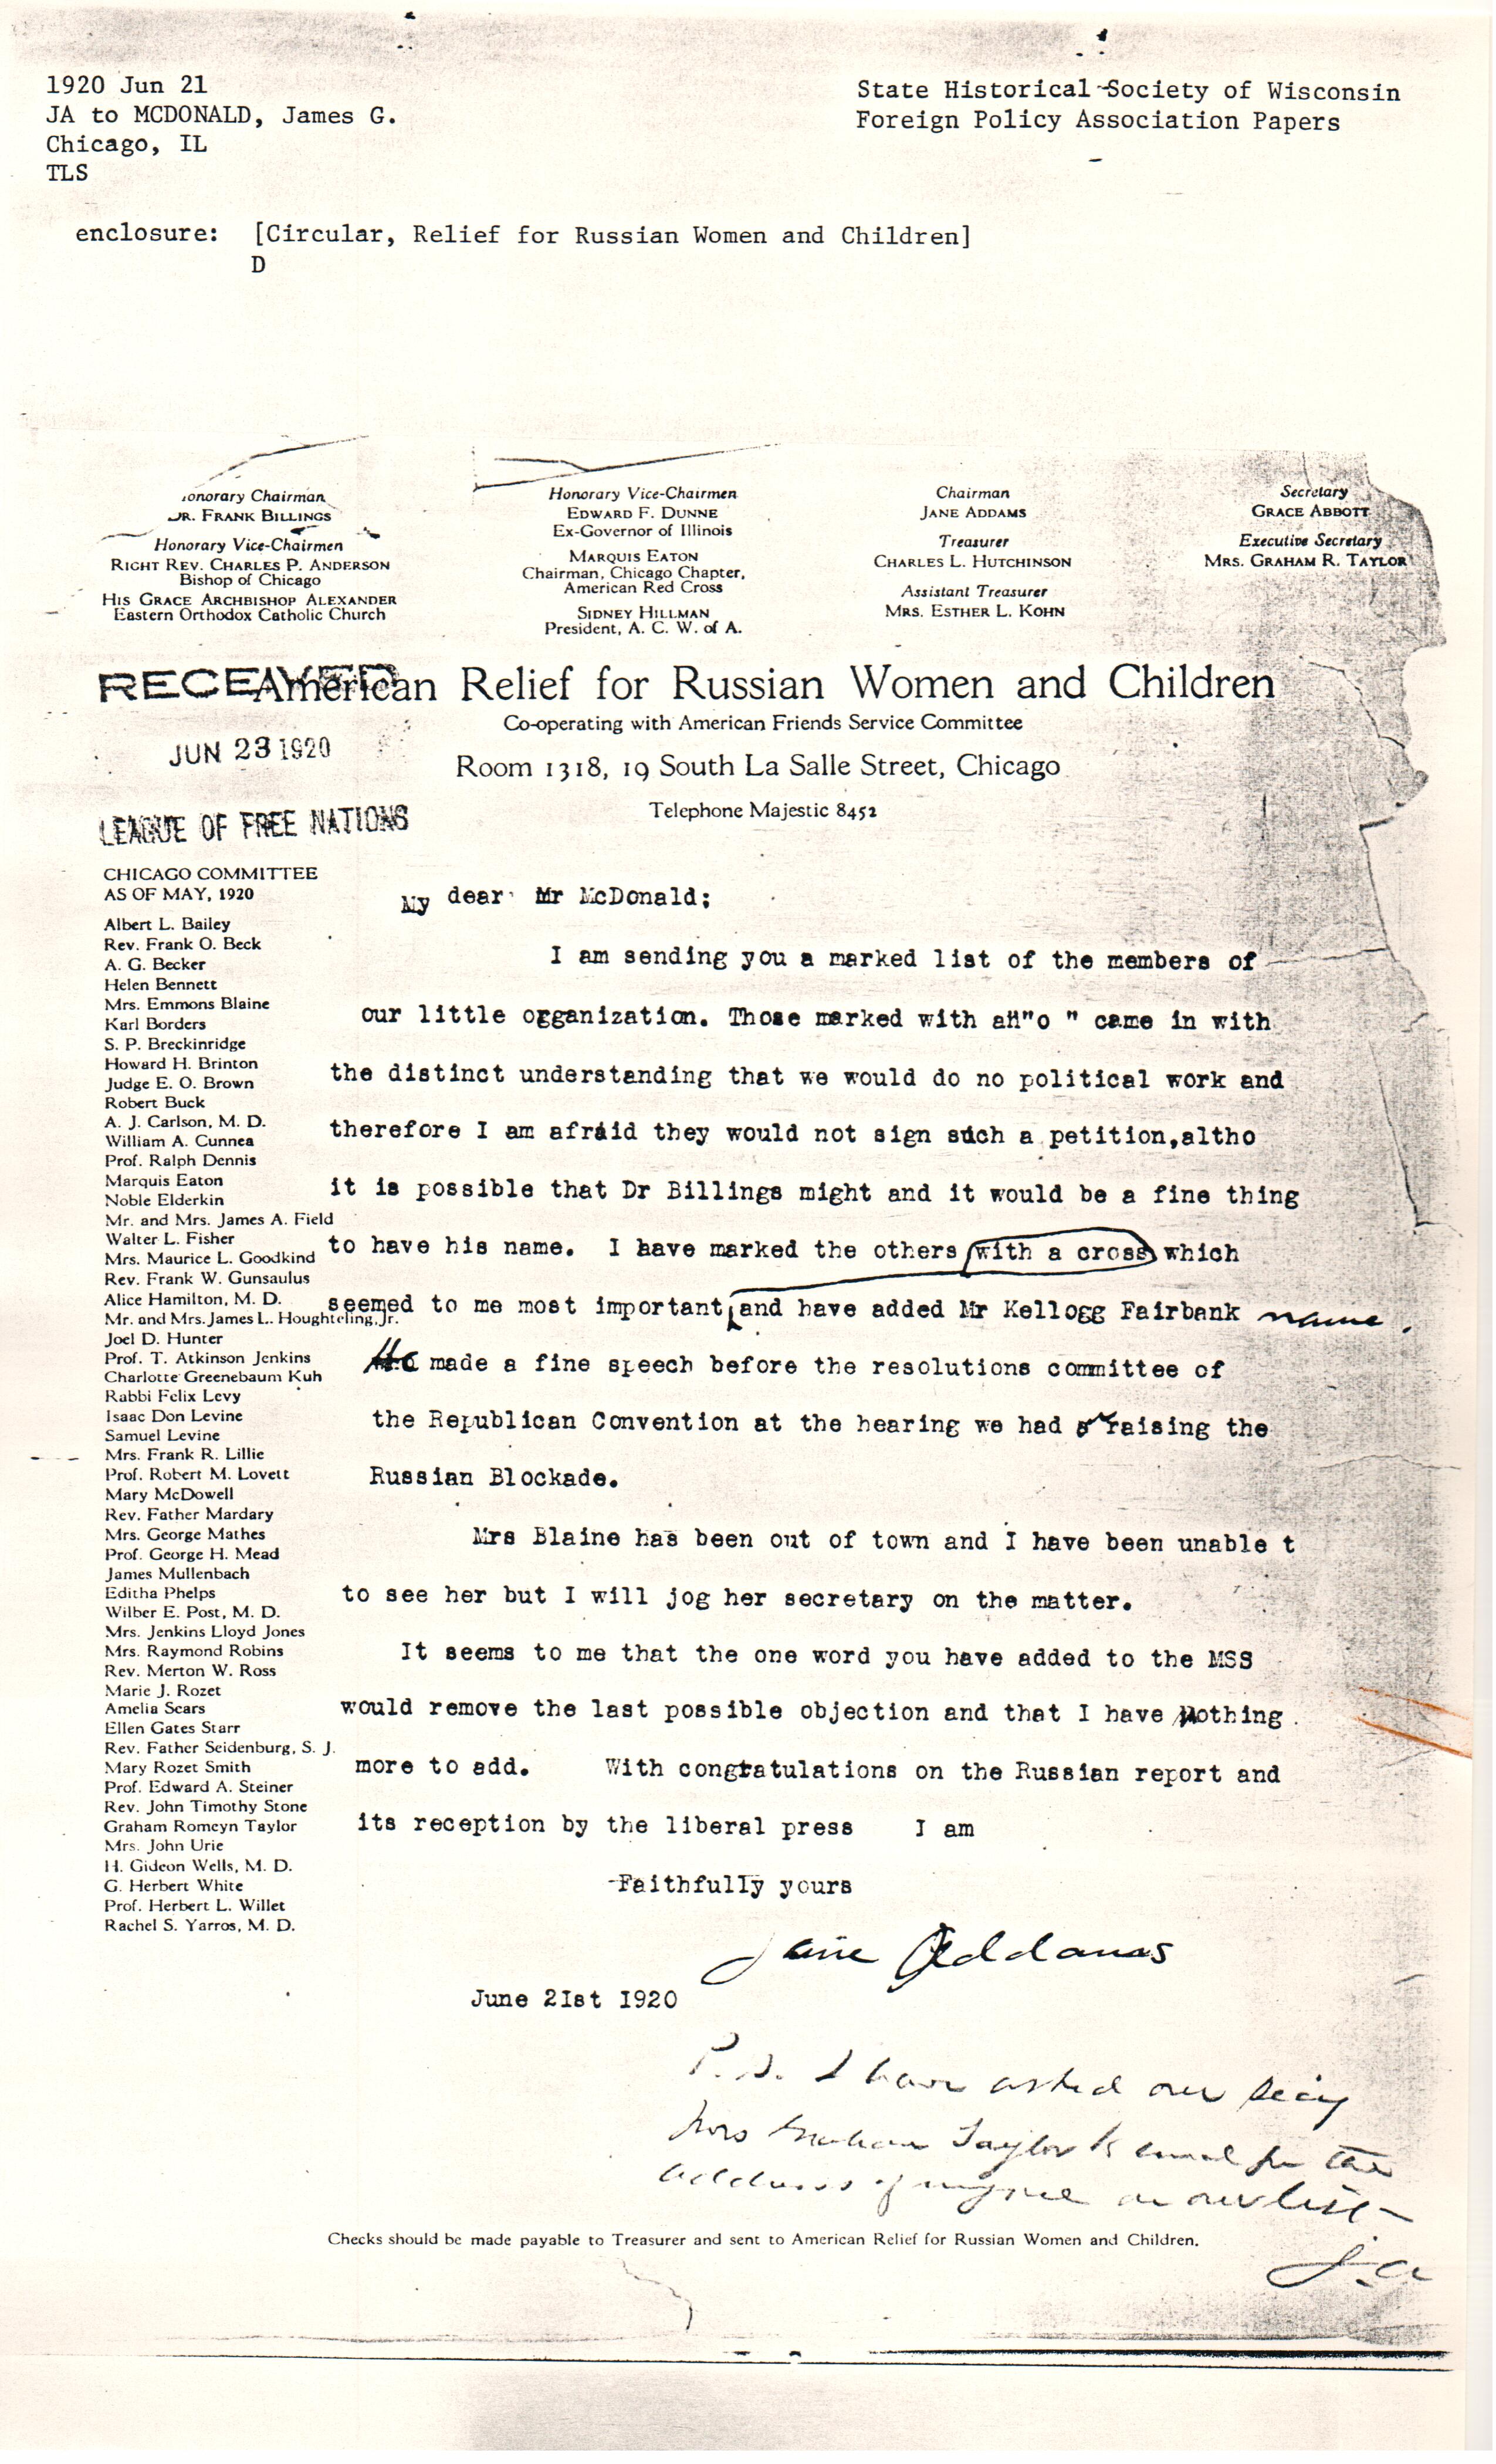 1920 Jun 21
JA to MCDONALD, James G.
Chicago, IL
TLS
State Historical Society of Wisconsin
Foreign Policy Association Papers
enclosure: [Circular, Relief for Russian Women and Children]
D
onorary Chairman
DR. FRANK BILLINGS
Honorary Vice-Chairmen
RIGHT REV. CHARLES P. ANDERSON
Bishop of Chicago
HIS GRACE ARCHBISHOP ALEXANDER
Eastern Orthodox Catholic Church
Honorary Vice-Chairmen
EDWARD F. DUNNE
Ex-Governor of Illinois
MARQUIS EATON
Chairman, Chicago Chapter,
American Red Cross
SIDNEY HILLMAN
President, A. C. W. of A.
Chairman
JANE ADDAMS
Treasurer
CHARLES L. HUTCHINSON
Assistant Treasurer
MRS. ESTHER L. KOHN
Secretary
GRACE ABBOTT
Executive Secretary
MRS. GRAHAM R. TAYLOR
RECEIVED
American Relief for Russian Women and Children
Co-operating with American Friends Service Committee
JUN 23 1920
Room 1318, 19 South La Salle Street, Chicago
Telephone Majestic 8452
LEAGUE OF FREE NATIONS
CHICAGO COMMITTEE
AS OF MAY, 1920
Albert L. Bailey
Rev. Frank O. Beck
A. G. Becker
Helen Bennett
Mrs. Emmons Blaine
Karl Borders
S. P. Breckinridge
Howard H. Brinton
Judge E. O. Brown
Robert Buck
A. J. Carlson, M. D.
William A. Cunnea
Prof. Ralph Dennis
Marquis Eaton
Noble Elderkin
Mr. and Mrs. James A. Field
Walter L. Fisher
Mrs. Maurice L. Goodkind
Rev. Frank W. Gunsaulus
Alice Hamilton, M. D.
Mr. and Mrs. James L. Houghteling, Jr.
Joel D. Hunter
Prof. T. Atkinson Jenkins
Charlotte Greenebaum Kuh
Rabbi Felix Levy
Isaac Don Levine
Samuel Levine
Mrs. Frank R. Lillie
Prof. Robert M. Lovett
Mary McDowell
Rev. Father Mardary
Mrs. George Mathes
Prof. George H. Mead
James Mullenbach
Editha Phelps
Wilber E. Post, M. D.
Mrs. Jenkins Lloyd Jones
Mrs. Raymond Robins
Rev. Merton W. Ross
Marie J. Rozet
Amelia Sears
Ellen Gates Starr
Rev. Father Seidenburg, S. J.
Mary Rozet Smith
Prof. Edward A. Steiner
Rev. John Timothy Stone
Graham Romeyn Taylor
Mrs. John Urie
H. Gideon Wells, M. D.
G. Herbert White
Prof. Herbert L. Willet
Rachel S. Yarros, M. D.
My dear Mr McDonald;
I am sending you a marked list of the members of
our little organization. Those marked with an"o " came in with
the distinct understanding that we would do no political work and
therefore I am afraid they would not sign such a petition,altho
it is possible that Dr Billings might and it would be a fine thing
to have his name. I have marked the others with a cross which
seemed to me most important and have added Mr Kellogg Fairbank name.
He made a fine speech before the resolutions committee of
the Republican Convention at the hearing we had raising the
Russian Blockade.
Mrs Blaine has been out of town and I have been unable t
to see her but I will jog her secretary on the matter.
It seems to me that the one word you have added to the MSS
would remove the last possible objection and that I have nothing
more to add. With congratulations on the Russian report and
its reception by the liberal press I am
Faithfully yours
Jane Addams
June 2Ist I920
P.S. I have asked our secy
Mrs Graham Taylor to send for the
address of anyone on our list-
J.A
Checks should be made payable to Treasurer and sent to American Relief for Russian Women and Children.